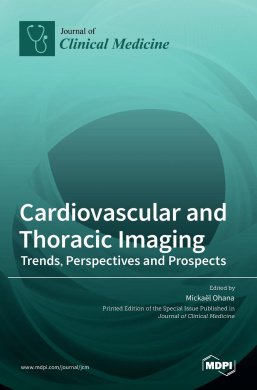 Journal of
Clinical Medicine
Cardiovascular and
Thoracic Imaging
Trends, Perspectives and Prospects
Edited by
Mickaël Ohana
Printed Edition of the Special Issue Published in
Journal of Clinical Medicine
www.mdpi.com/journal/jcm
MDPI